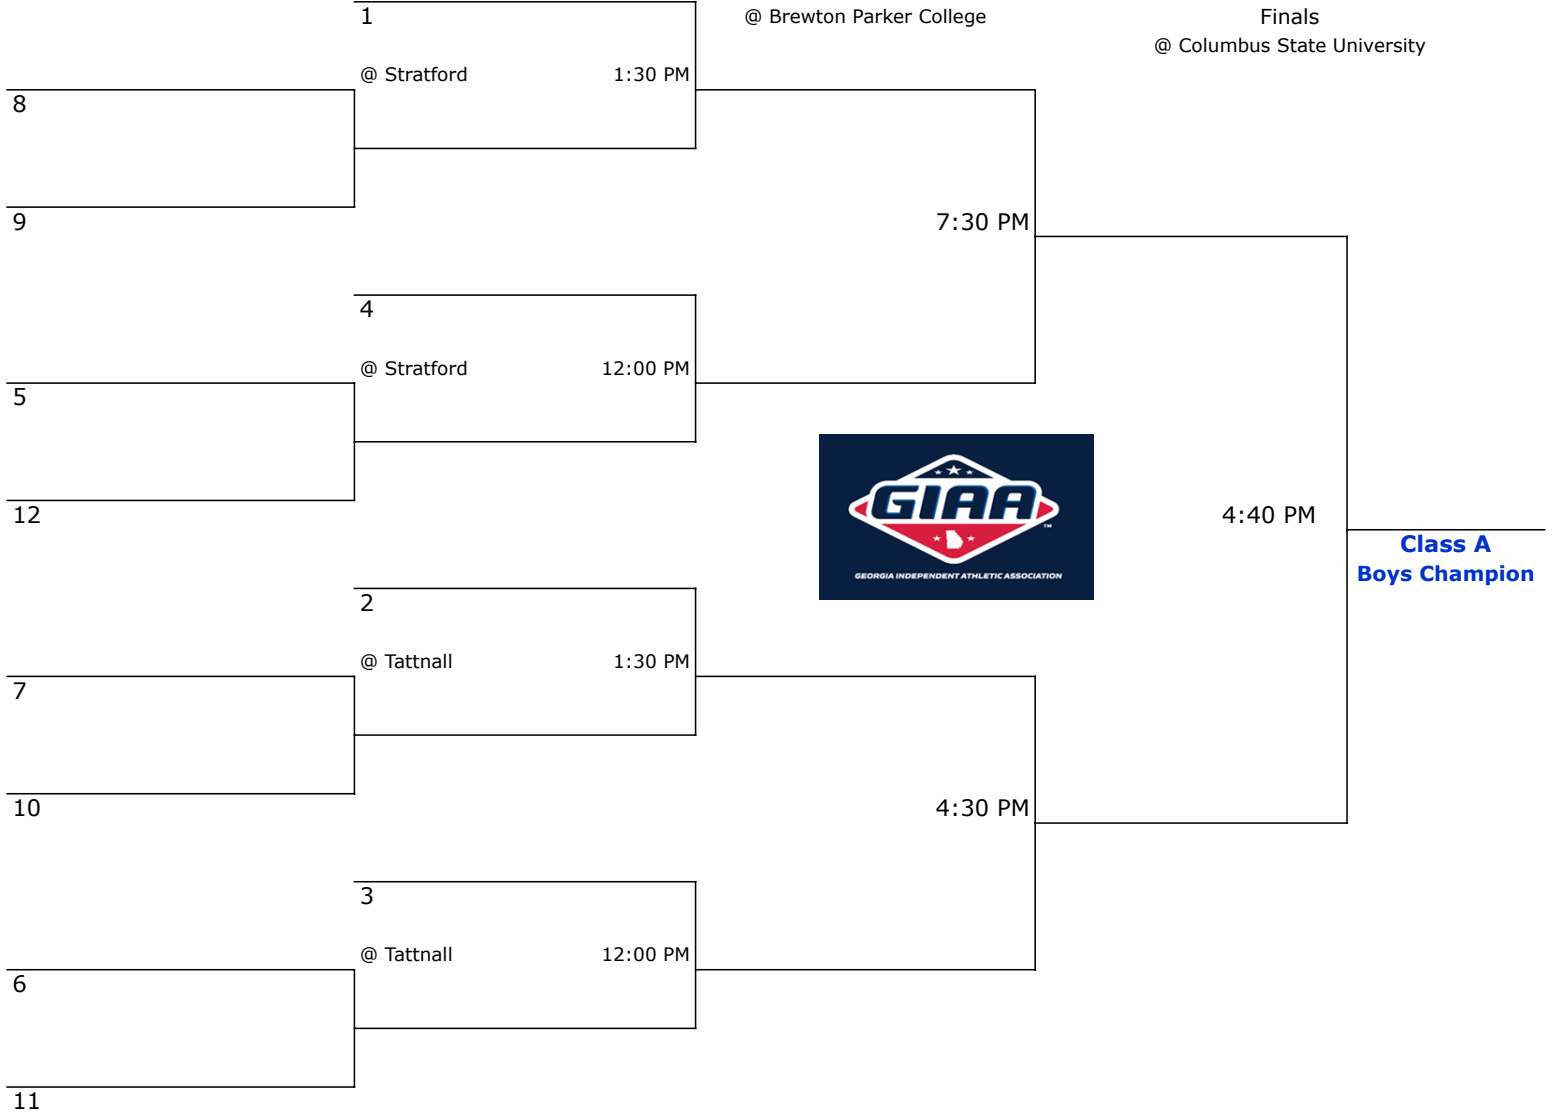 1
@ Brewton Parker College
Finals
@ Columbus State University
@ Stratford 1:30 PM
8
9
7:30 PM
4
@ Stratford 12:00 PM
5
12
GIAA
TM
GEORGIA INDEPENDENT ATHLETIC ASSOCIATION
4:40 PM
Class A
Boys Champion
2
@ Tattnall 1:30 PM
7
10
4:30 PM
3
@ Tattnall 12:00 PM
6
11